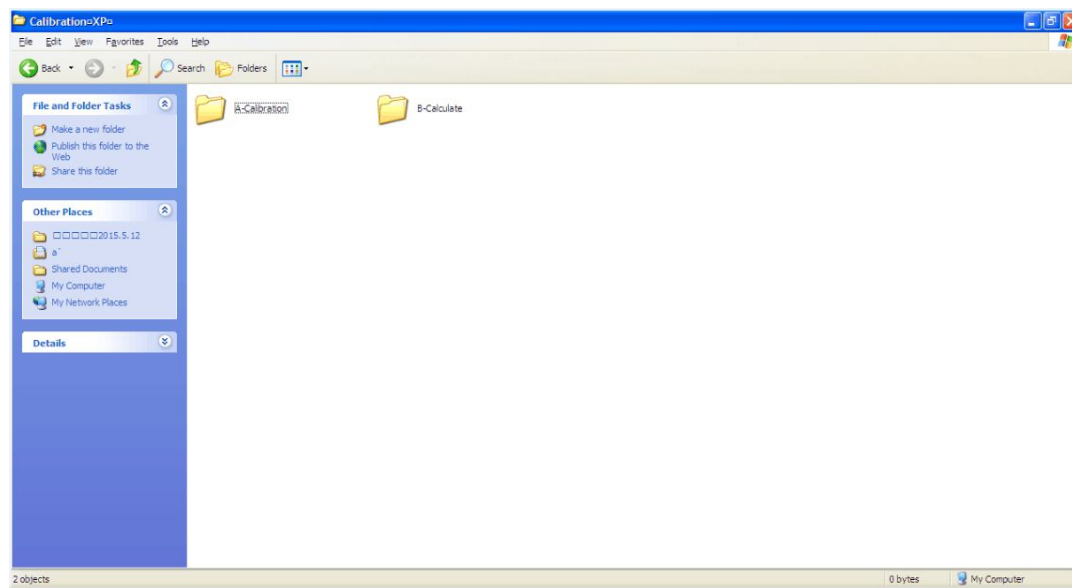 Calibration¤XP¤
File Edit View Favorites Tools Help
Back Search Folders
File and Folder Tasks
Make a new folder
Publish this folder to the
Web
Share this folder
Other Places
□□□□□2015.5.12
a´
Shared Documents
My Computer
My Network Places
Details
A-Calibration B-Calculate
2 objects 0 bytes My Computer